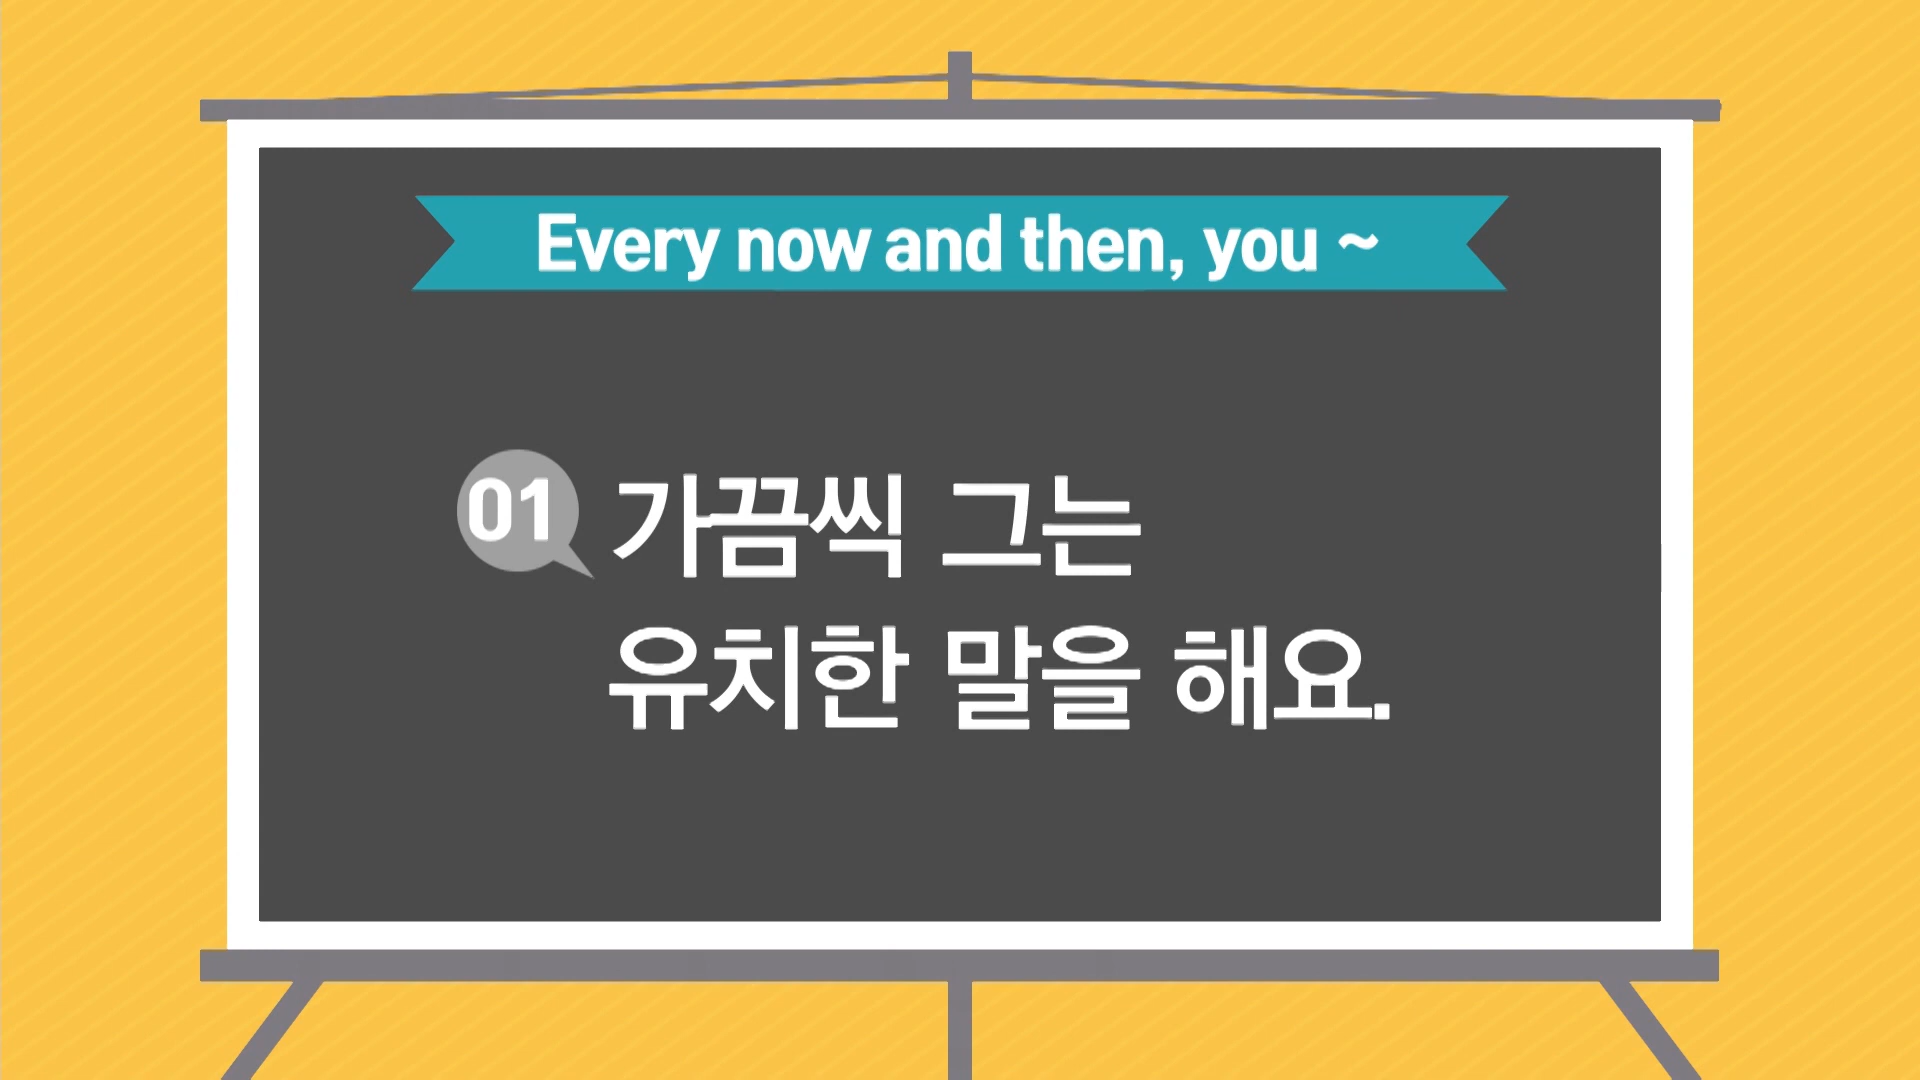 Every now and then, you ~
01 가끔씩 그는
유치한 말을 해요.